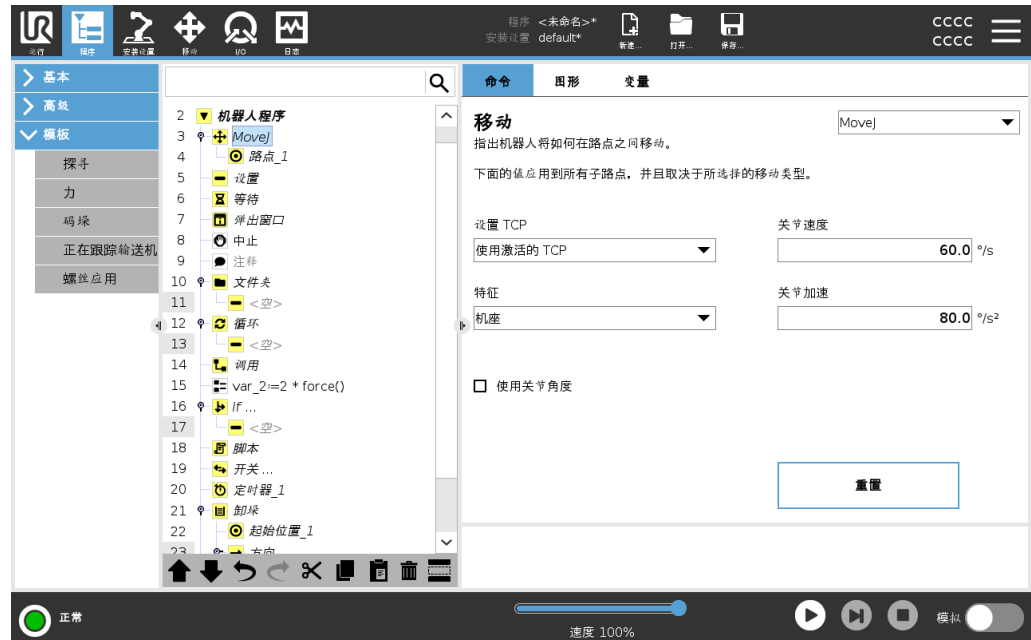 UR
程序 <未命名>*
安装设置 default*
CCCC
CCCC
运行 程序 安装设置 移动 I/O 日志 新建... 打开... 保存...
基本
高级
模板
探寻
力
码垛
正在跟踪输送机
螺丝应用
2 机器人程序
3 MoveJ
4 路点_1
5 设置
6 等待
7 弹出窗口
8 中止
9 注释
10 文件夹
11 <空>
12 循环
13 <空>
14 调用
15 var_2:=2 * force()
16 If ...
17 <空>
18 脚本
19 开关 ...
20 定时器_1
21 卸垛
22 起始位置_1
23 方向
命令 图形 变量
移动
MoveJ
指出机器人将如何在路点之间移动。
下面的值应用到所有子路点，并且取决于所选择的移动类型。
设置 TCP 关节速度
使用激活的 TCP 60.0 °/s
特征 关节加速
机座 80.0 °/s²
使用关节角度
重置
正常
速度 100%
模拟